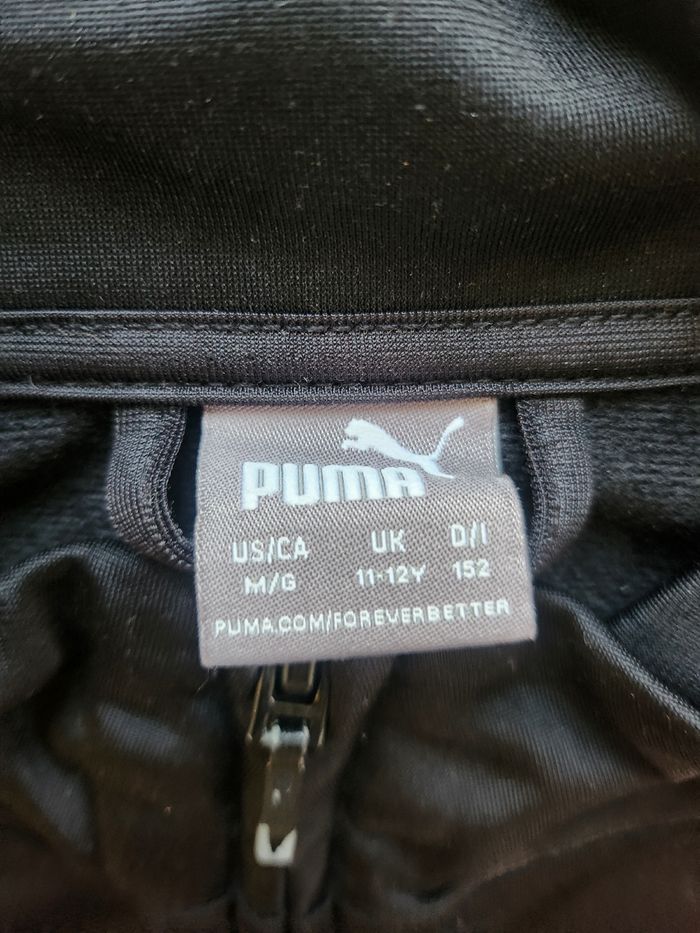 PUMA
US/CA UK D/I
M/G 11-12Y 152
PUMA.COM/FOREVERBETTER